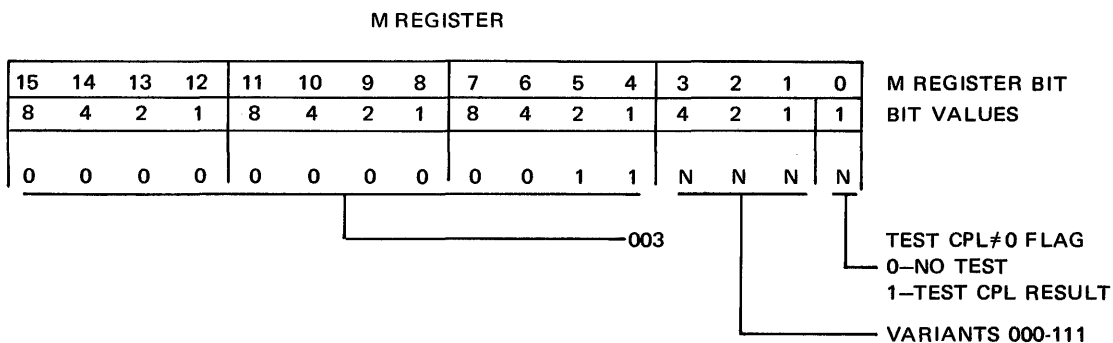 M REGISTER
15 14 13 12 11 10 9 8 7 6 5 4 3 2 1 0 M REGISTER BIT
8 4 2 1 8 4 2 1 8 4 2 1 4 2 1 1 BIT VALUES
0 0 0 0 0 0 0 0 0 0 1 1 N N N N
003
TEST CPL≠0 FLAG
0–NO TEST
1–TEST CPL RESULT
VARIANTS 000-111